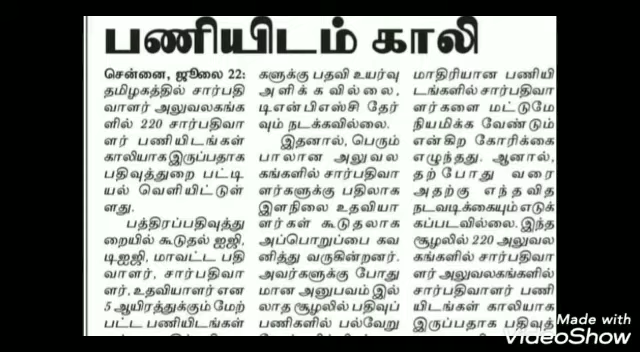 பணியிடம் காலி
சென்னை, ஜூலை 22:
தமிழகத்தில் சார்பதி
வாளர் அலுவலகங்க
ளில் 220 சார்பதிவா
ளர் பணியிடங்கள்
காலியாக இருப்பதாக
பதிவுத்துறை பட்டி
யல் வெளியிட்டுள்
ளது.
பத்திரப்பதிவுத்து
றையில் கூடுதல் ஐஜி,
டிஐஜி, மாவட்ட பதி
வாளர், சார்பதிவா
ளர், உதவியாளர் என
5 ஆயிரத்துக்கும் மேற்
பட்ட பணியிடங்கள்
களுக்கு பதவி உயர்வு
அளிக்கவில்லை,
டிஎன்பிஎஸ்சி தேர்
வும் நடக்கவில்லை.
இதனால், பெரும்
பாலான அலுவல
கங்களில் சார்பதிவா
ளர்களுக்கு பதிலாக
இளநிலை உதவியா
ளர்கள் கூடுதலாக
அப்பொறுப்பை கவ
னித்து வருகின்றனர்.
அவர்களுக்கு போது
மான அனுபவம் இல்
லாத சூழலில் பதிவுப்
பணிகளில் பல்வேறு
மாதிரியான பணியி
டங்களில் சார்பதிவா
ளர்களை மட்டுமே
நியமிக்க வேண்டும்
என்கிற கோரிக்கை
எழுந்தது. ஆனால்,
தற்போது வரை
அதற்கு எந்தவித
நடவடிக்கையும் எடுக்
கப்படவில்லை. இந்த
சூழலில் 220 அலுவல
கங்களில் சார்பதிவா
ளர் அலுவலகங்களில்
சார்பதிவாளர் பணி
யிடங்கள் காலியாக
இருப்பதாக பதிவுத்
Made with
VideoShow